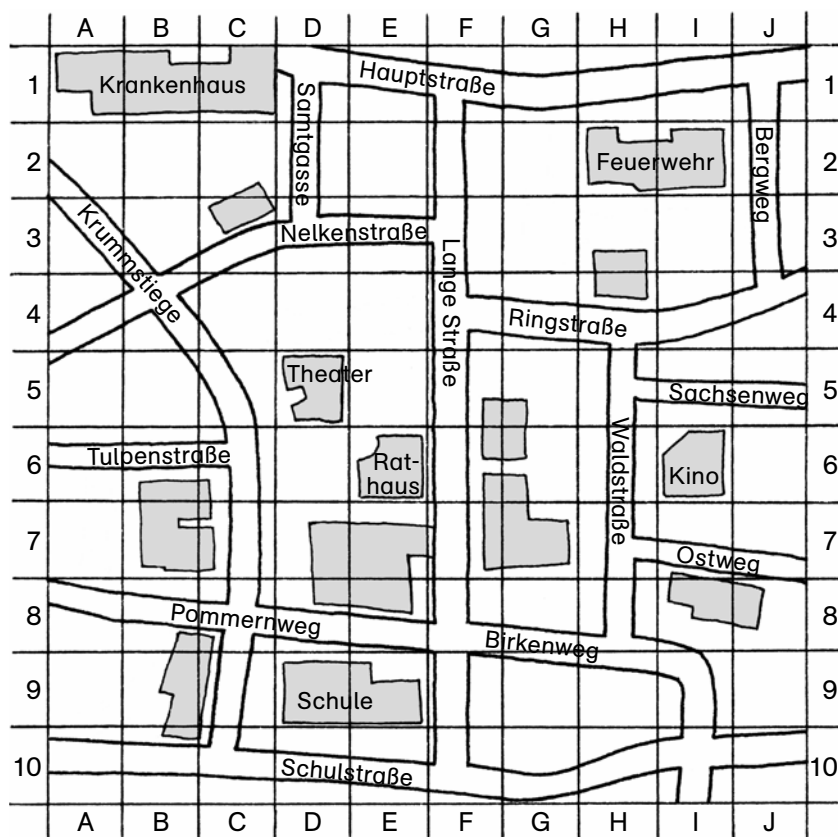 A B C D E F G H I J
1 Krankenhaus Hauptstraße 1
Samtgasse
2 Feuerwehr Bergweg 2
Krummstiege
3 Nelkenstraße 3
Lange Straße
4 Ringstraße 4
5 Theater Sachsenweg 5
6 Tulpenstraße Rat- Kino 6
haus
Waldstraße
7 Ostweg 7
8 Pommernweg Birkenweg 8
9 Schule 9
10 Schulstraße 10
A B C D E F G H I J